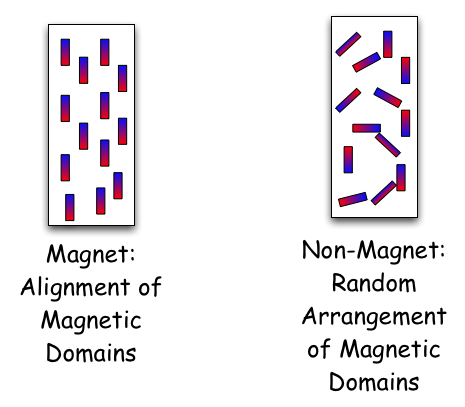 Magnet:
Alignment of
Magnetic
Domains
Non-Magnet:
Random
Arrangement
of Magnetic
Domains